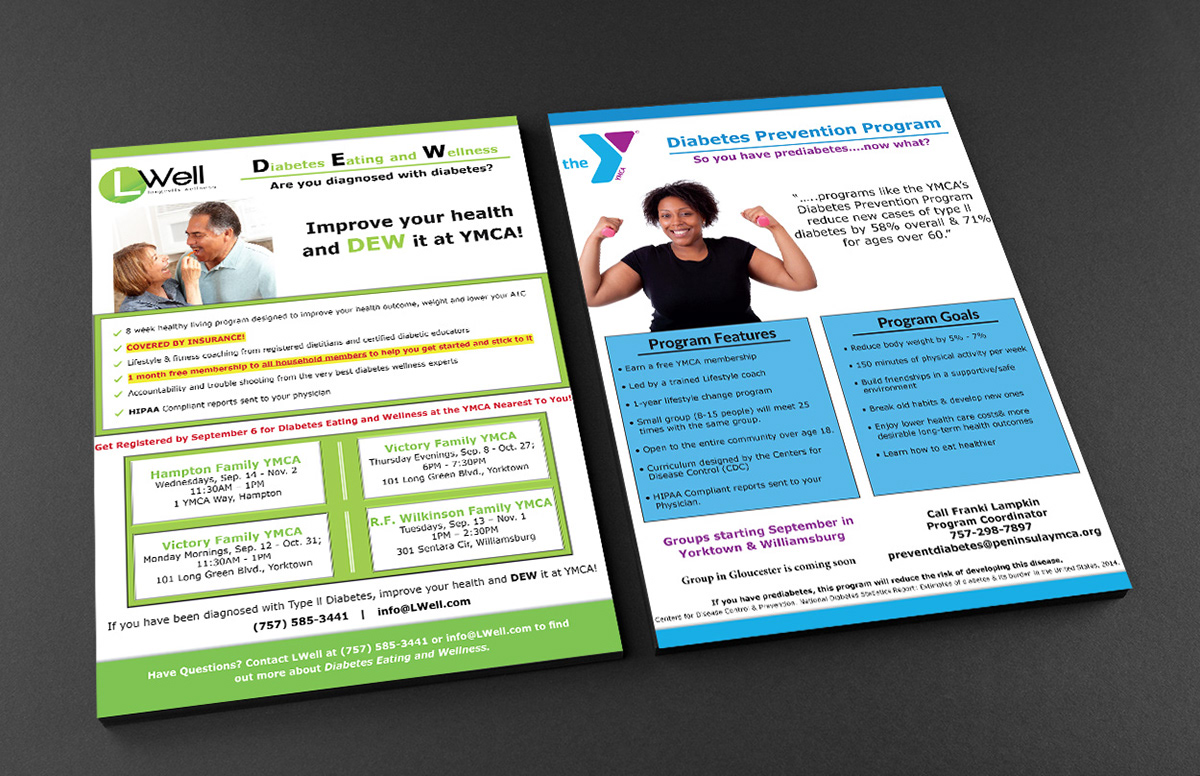 LWell
Longlevity Wellness
Diabetes Eating and Wellness
Are you diagnosed with diabetes?
Improve your health
and DEW it at YMCA!
8 week healthy living program designed to improve your health outcome, weight and lower your A1C
COVERED BY INSURANCE!
Lifestyle & fitness coaching from registered dietitians and certified diabetic educators
1 month free membership to all household members to help you get started and stick to it
Accountability and trouble shooting from the very best diabetes wellness experts
HIPAA Compliant reports sent to your physician
Get Registered by September 6 for Diabetes Eating and Wellness at the YMCA Nearest To You!
Hampton Family YMCA
Wednesdays, Sep. 14 - Nov. 2
11:30AM – 1PM
1 YMCA Way, Hampton
Victory Family YMCA
Thursday Evenings, Sep. 8 - Oct. 27;
6PM - 7:30PM
101 Long Green Blvd., Yorktown
Victory Family YMCA
Monday Mornings, Sep. 12 - Oct. 31;
11:30AM - 1PM
101 Long Green Blvd., Yorktown
R.F. Wilkinson Family YMCA
Tuesdays, Sep. 13 – Nov. 1
1PM – 2:30PM
301 Sentara Cir, Williamsburg
If you have been diagnosed with Type ll Diabetes, improve your health and DEW it at YMCA!
(757) 585-3441 | info@LWell.com
Have Questions? Contact LWell at (757) 585-3441 or info@LWell.com to find
out more about Diabetes Eating and Wellness.
the
YMCA
®
Diabetes Prevention Program
So you have prediabetes....now what?
“ .....programs like the YMCA's
Diabetes Prevention Program
reduce new cases of type ll
diabetes by 58% overall & 71%
for ages over 60.”
Program Features
• Earn a free YMCA membership
• Led by a trained Lifestyle coach
• 1-year lifestyle change program
• Small group (8-15 people) will meet 25
times with the same group.
• Open to the entire community over age 18.
• Curriculum designed by the Centers for
Disease Control (CDC)
• HIPAA Compliant reports sent to your
Physician.
Program Goals
• Reduce body weight by 5% - 7%
• 150 minutes of physical activity per week
• Build friendships in a supportive/safe
environment
• Break old habits & develop new ones
• Enjoy lower health care costs& more
desirable long-term health outcomes
• Learn how to eat healthier
Groups starting September in
Yorktown & Williamsburg
Group in Gloucester is coming soon
Call Franki Lampkin
Program Coordinator
757-298-7897
preventdiabetes@peninsulaymca.org
If you have prediabetes, this program will reduce the risk of developing this disease.
Centers for Disease Control & Prevention. National Diabetes Statistics Report: Estimates of Diabetes & its Burder in the United States, 2014.